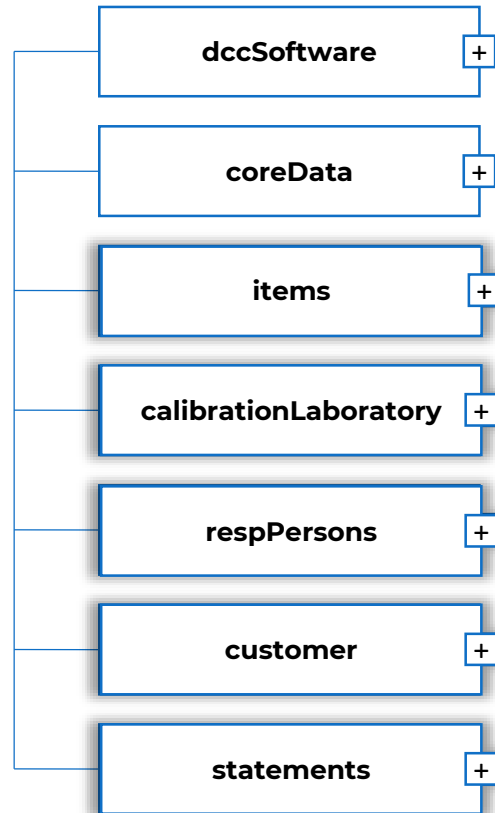 dccSoftware +
coreData +
items +
calibrationLaboratory +
respPersons +
customer +
statements +